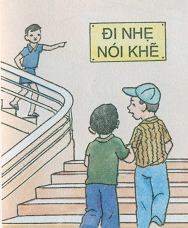 ĐI NHẸ
NÓI KHẼ